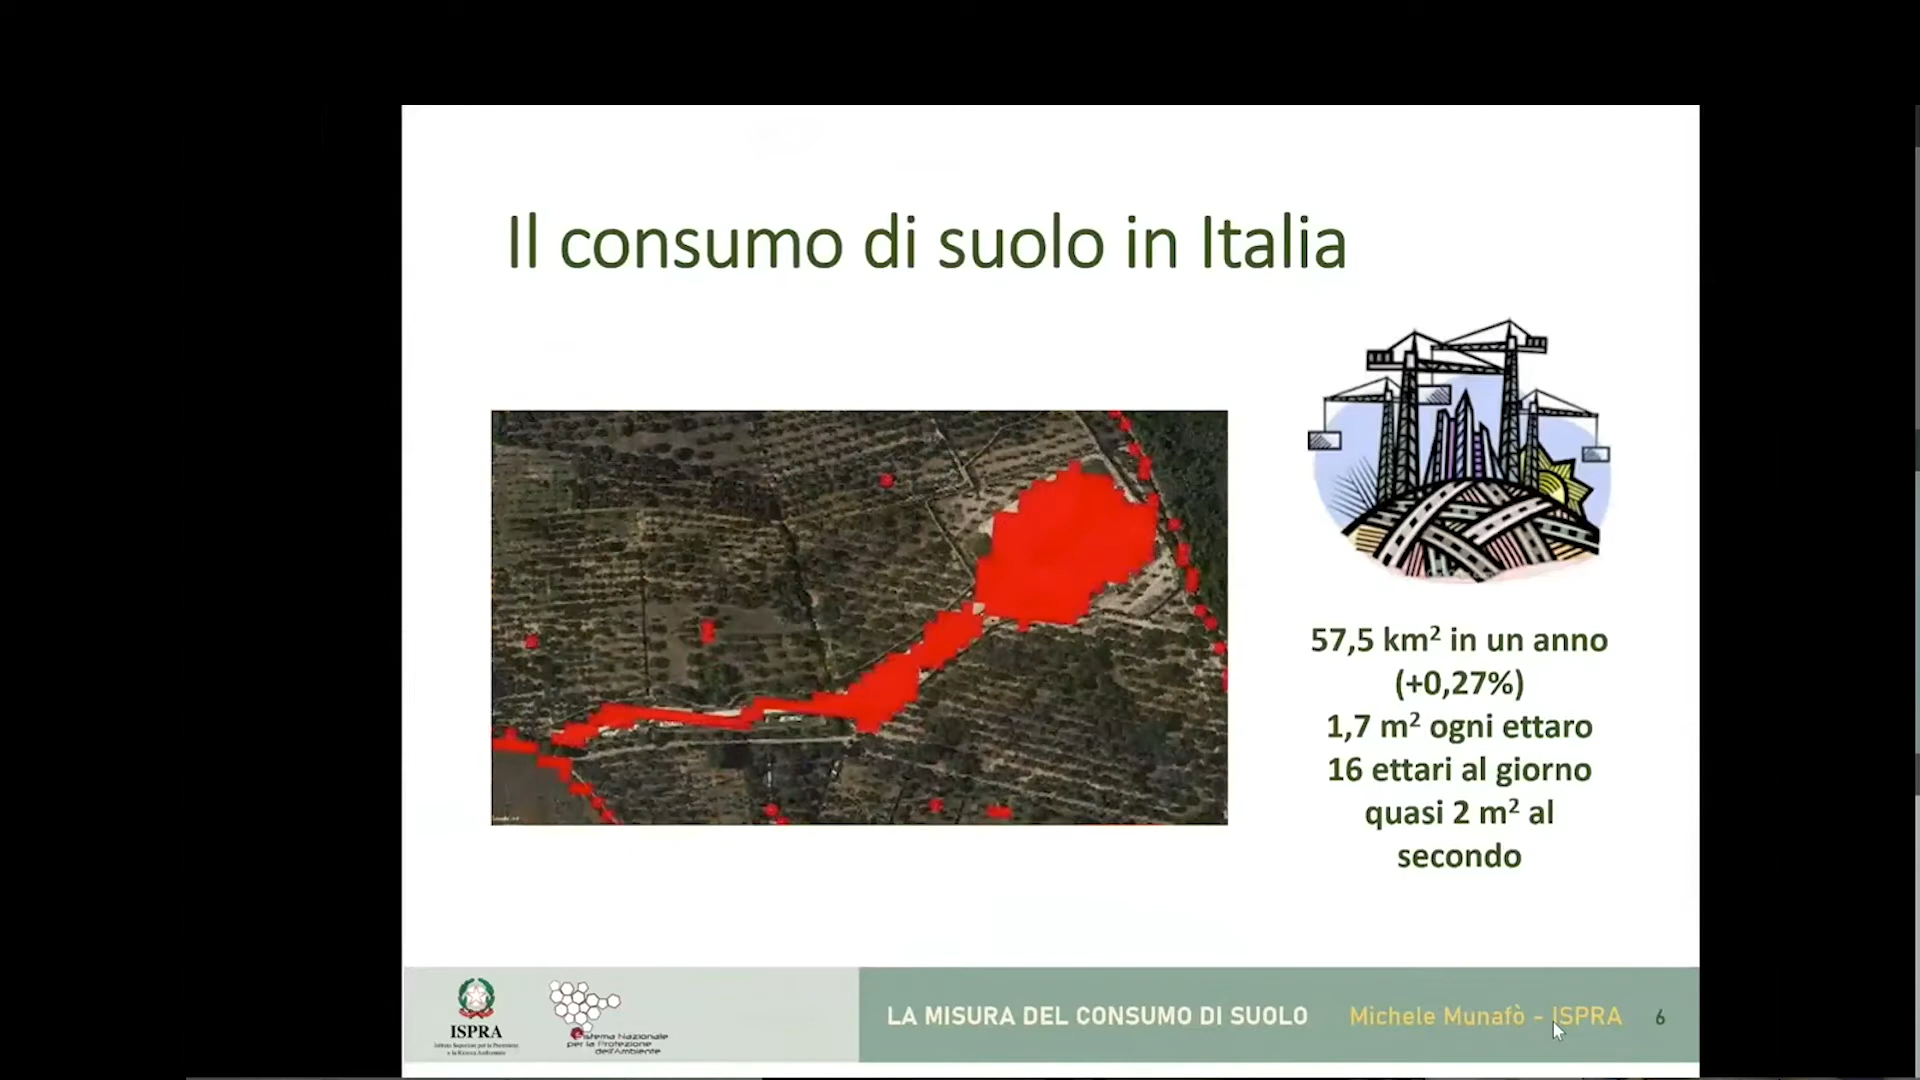 Il consumo di suolo in Italia
57,5 km² in un anno
(+0,27%)
1,7 m² ogni ettaro
16 ettari al giorno
quasi 2 m² al
secondo
ISPRA
Istituto Superiore per la Protezione
e la Ricerca Ambientale
Sistema Nazionale
per la Protezione
dell'Ambiente
LA MISURA DEL CONSUMO DI SUOLO Michele Munafò - ISPRA 6